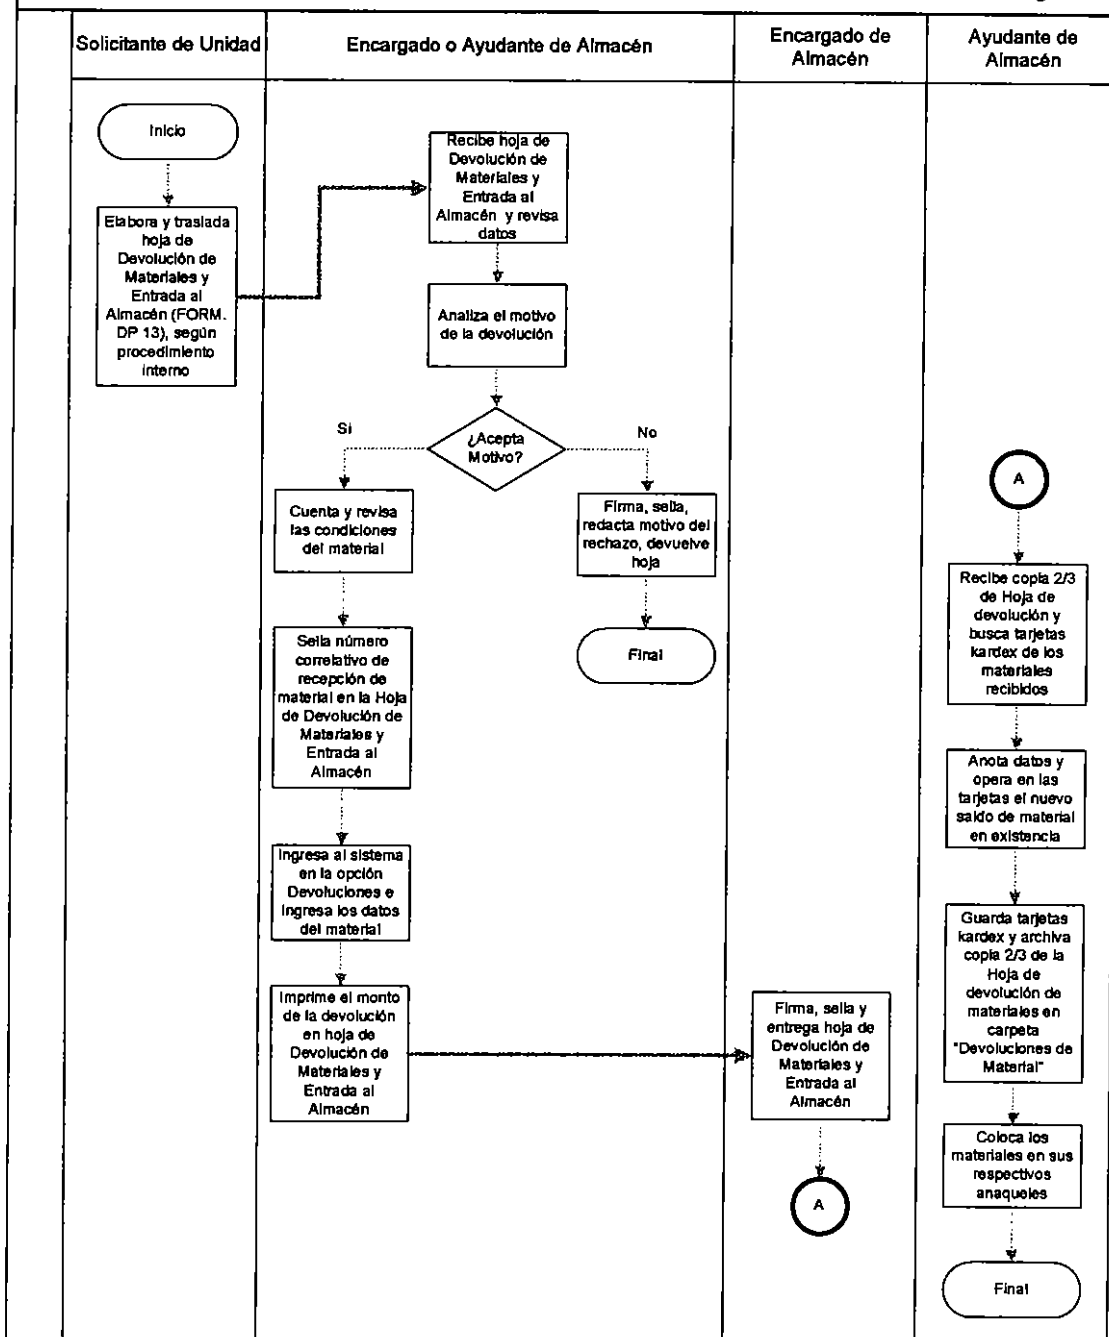 Solicitante de Unidad
Encargado o Ayudante de Almacén
Encargado de
Almacén
Ayudante de
Almacén
Inicio
Elabora y traslada
hoja de
Devolución de
Materiales y
Entrada al
Almacén (FORM.
DP 13), según
procedimiento
interno
Recibe hoja de
Devolución de
Materiales y
Entrada al
Almacén y revisa
datos
Analiza el motivo
de la devolución
¿Acepta
Motivo?
Si
No
Cuenta y revisa
las condiciones
del material
Firma, sella,
redacta motivo del
rechazo, devuelve
hoja
Final
Sella número
correlativo de
recepción de
material en la Hoja
de Devolución de
Materiales y
Entrada al
Almacén
Ingresa al sistema
en la opción
Devoluciones e
ingresa los datos
del material
Imprime el monto
de la devolución
en hoja de
Devolución de
Materiales y
Entrada al
Almacén
Firma, sella y
entrega hoja de
Devolución de
Materiales y
Entrada al
Almacén
A
A
Recibe copia 2/3
de Hoja de
devolución y
busca tarjetas
kardex de los
materiales
recibidos
Anota datos y
opera en las
tarjetas el nuevo
saldo de material
en existencia
Guarda tarjetas
kardex y archiva
copia 2/3 de la
Hoja de
devolución de
materiales en
carpeta
"Devoluciones de
Material"
Coloca los
materiales en sus
respectivos
anaqueles
Final